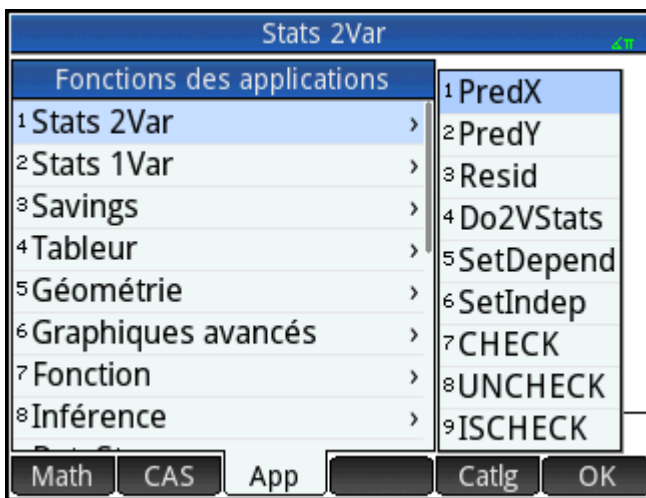 Stats 2Var
∡π
Fonctions des applications
1 Stats 2Var ›
2 Stats 1Var ›
3 Savings ›
4 Tableur ›
5 Géométrie ›
6 Graphiques avancés ›
7 Fonction ›
8 Inférence ›
1 PredX
2 PredY
3 Resid
4 Do2VStats
5 SetDepend
6 SetIndep
7 CHECK
8 UNCHECK
9 ISCHECK
Math CAS App Catlg OK